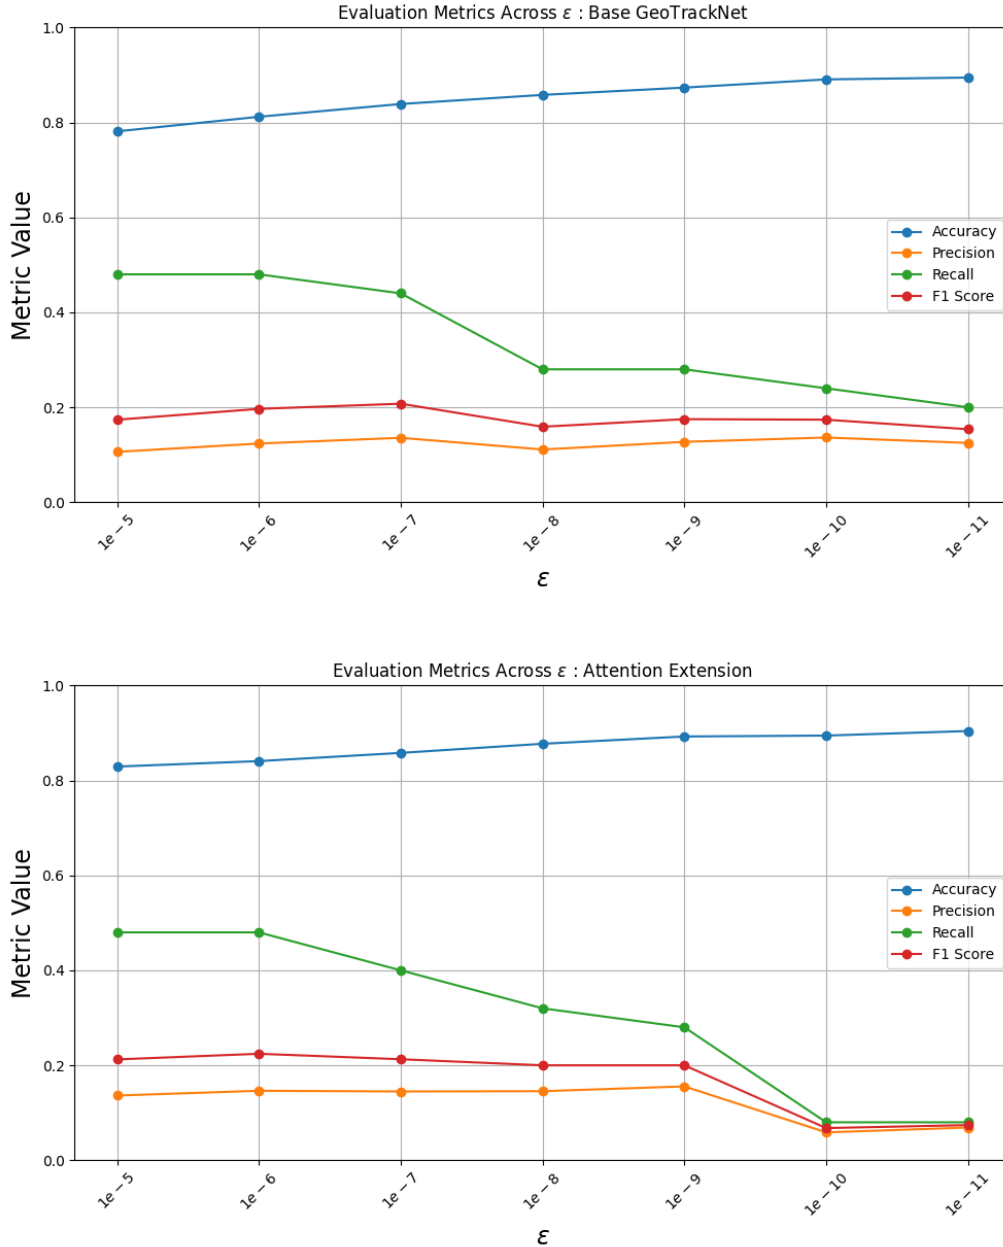 Evaluation Metrics Across ε : Base GeoTrackNet
1.0
0.8
0.6
0.4
0.2
0.0
Metric Value
Accuracy
Precision
Recall
F1 Score
1e − 5
1e − 6
1e − 7
1e − 8
1e − 9
1e − 10
1e − 11
ε
Evaluation Metrics Across ε : Attention Extension
1.0
0.8
0.6
0.4
0.2
0.0
Metric Value
Accuracy
Precision
Recall
F1 Score
1e − 5
1e − 6
1e − 7
1e − 8
1e − 9
1e − 10
1e − 11
ε